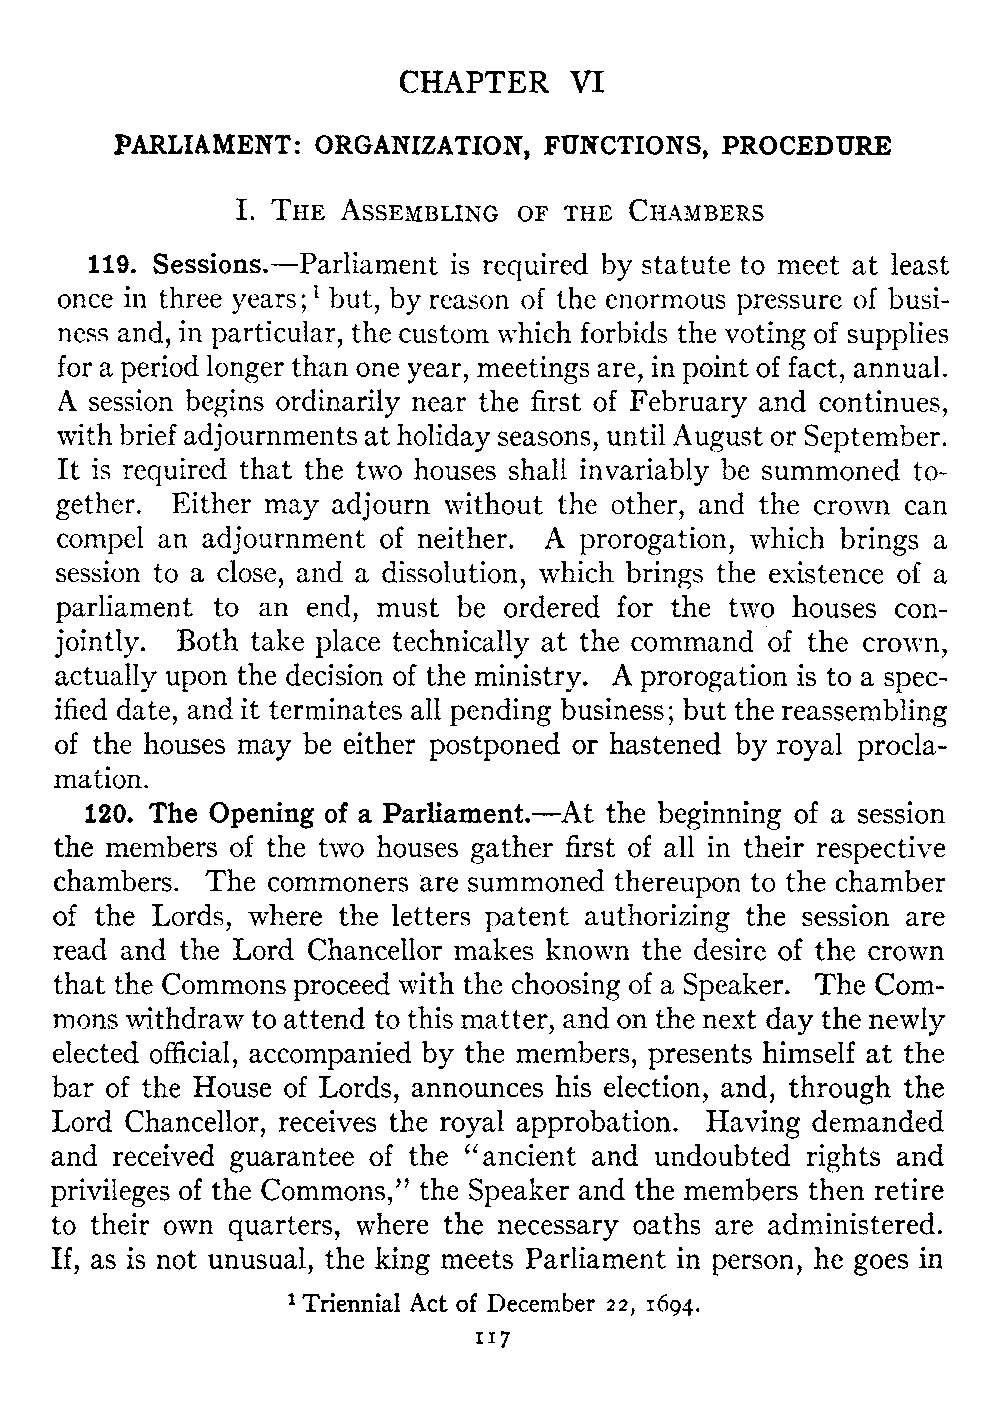 CHAPTER VI
PARLIAMENT: ORGANIZATION, FUNCTIONS, PROCEDURE
I. THE ASSEMBLING OF THE CHAMBERS
119. Sessions.—Parliament is required by statute to meet at least
once in three years;¹ but, by reason of the enormous pressure of busi-
ness and, in particular, the custom which forbids the voting of supplies
for a period longer than one year, meetings are, in point of fact, annual.
A session begins ordinarily near the first of February and continues,
with brief adjournments at holiday seasons, until August or September.
It is required that the two houses shall invariably be summoned to-
gether. Either may adjourn without the other, and the crown can
compel an adjournment of neither. A prorogation, which brings a
session to a close, and a dissolution, which brings the existence of a
parliament to an end, must be ordered for the two houses con-
jointly. Both take place technically at the command of the crown,
actually upon the decision of the ministry. A prorogation is to a spec-
ified date, and it terminates all pending business; but the reassembling
of the houses may be either postponed or hastened by royal procla-
mation.
120. The Opening of a Parliament.—At the beginning of a session
the members of the two houses gather first of all in their respective
chambers. The commoners are summoned thereupon to the chamber
of the Lords, where the letters patent authorizing the session are
read and the Lord Chancellor makes known the desire of the crown
that the Commons proceed with the choosing of a Speaker. The Com-
mons withdraw to attend to this matter, and on the next day the newly
elected official, accompanied by the members, presents himself at the
bar of the House of Lords, announces his election, and, through the
Lord Chancellor, receives the royal approbation. Having demanded
and received guarantee of the “ancient and undoubted rights and
privileges of the Commons,” the Speaker and the members then retire
to their own quarters, where the necessary oaths are administered.
If, as is not unusual, the king meets Parliament in person, he goes in
¹ Triennial Act of December 22, 1694.
117